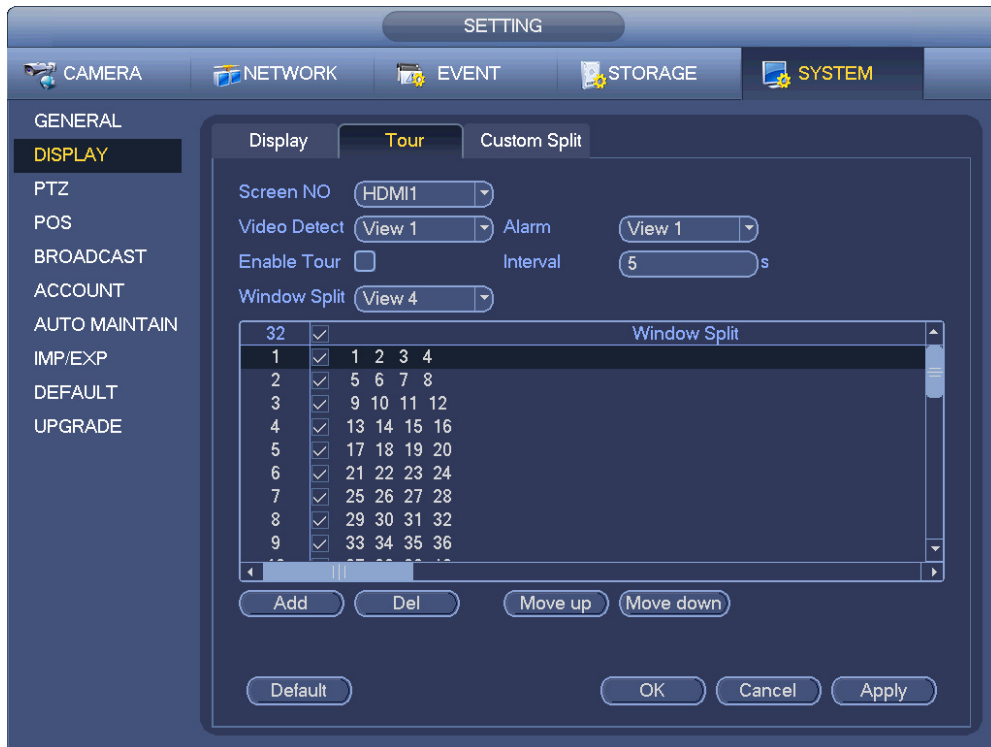 SETTING
CAMERA NETWORK EVENT STORAGE SYSTEM
GENERAL
DISPLAY
PTZ
POS
BROADCAST
ACCOUNT
AUTO MAINTAIN
IMP/EXP
DEFAULT
UPGRADE
Display Tour Custom Split
Screen NO HDMI1
Video Detect View 1 Alarm View 1
Enable Tour Interval 5 s
Window Split View 4
32 Window Split
1 1 2 3 4
2 5 6 7 8
3 9 10 11 12
4 13 14 15 16
5 17 18 19 20
6 21 22 23 24
7 25 26 27 28
8 29 30 31 32
9 33 34 35 36
Add Del Move up Move down
Default OK Cancel Apply